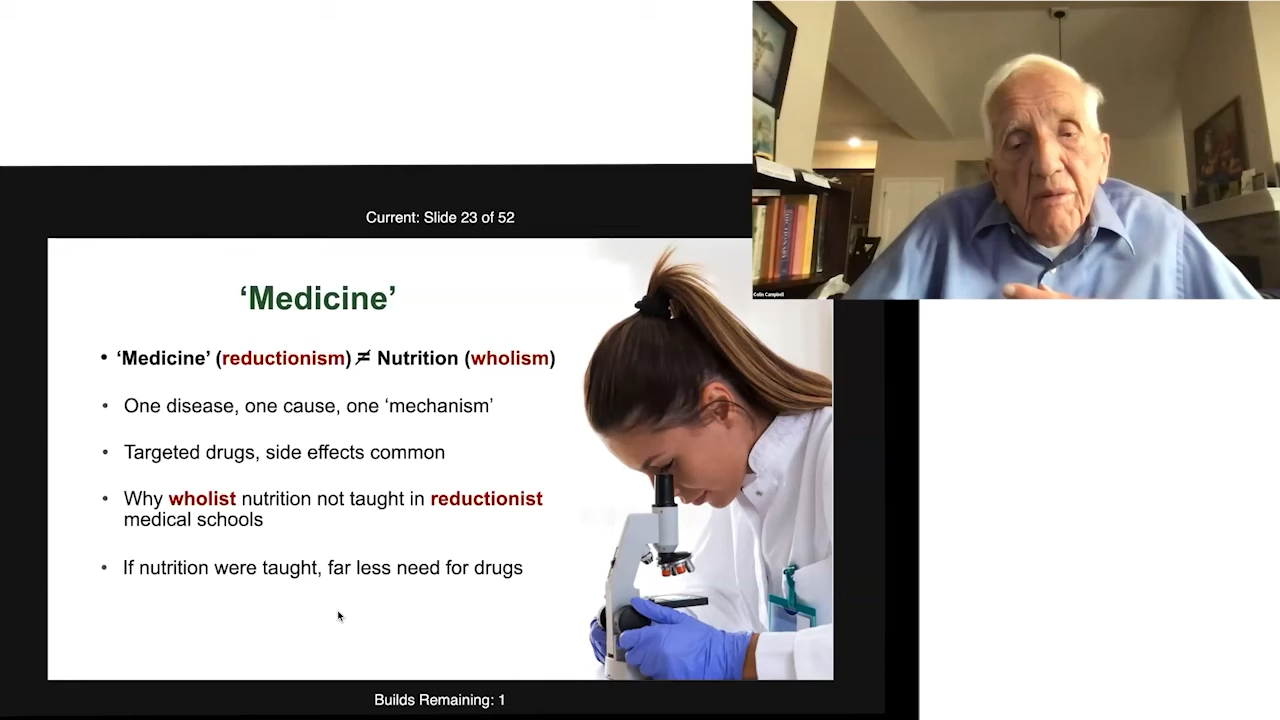 Current: Slide 23 of 52
‘Medicine’
• ‘Medicine’ (reductionism) ≠ Nutrition (wholism)
• One disease, one cause, one ‘mechanism’
• Targeted drugs, side effects common
• Why wholist nutrition not taught in reductionist
medical schools
• If nutrition were taught, far less need for drugs
Builds Remaining: 1
Colin Campbell